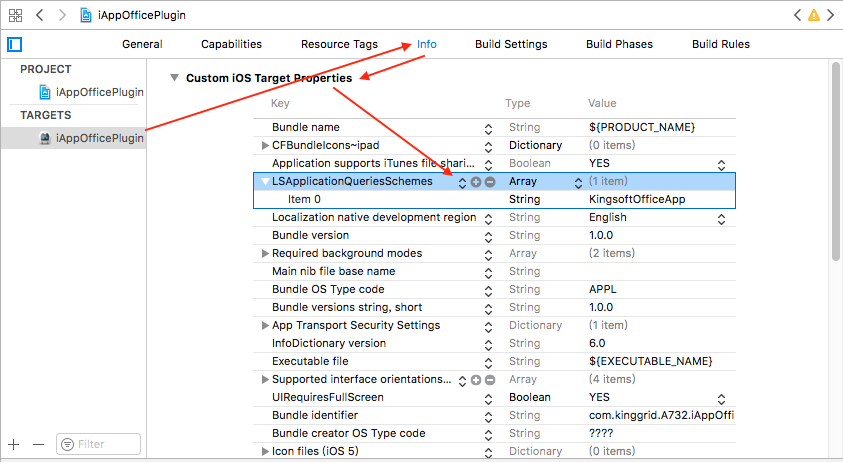 iAppOfficePlugin
General Capabilities Resource Tags Info Build Settings Build Phases Build Rules
PROJECT
iAppOfficePlugin
TARGETS
iAppOfficePlugin
Custom iOS Target Properties
Key Type Value
Bundle name String ${PRODUCT_NAME}
CFBundleIcons~ipad Dictionary (0 items)
Application supports iTunes file shari... Boolean YES
LSApplicationQueriesSchemes Array (1 item)
Item 0 String KingsoftOfficeApp
Localization native development region String English
Bundle version String 1.0.0
Required background modes Array (2 items)
Main nib file base name String
Bundle OS Type code String APPL
Bundle versions string, short String 1.0.0
App Transport Security Settings Dictionary (1 item)
InfoDictionary version String 6.0
Executable file String ${EXECUTABLE_NAME}
Supported interface orientations... Array (4 items)
UIRequiresFullScreen Boolean YES
Bundle identifier String com.kinggrid.A732.iAppOffi
Bundle creator OS Type code String ????
Icon files (iOS 5) Dictionary (0 items)
Filter